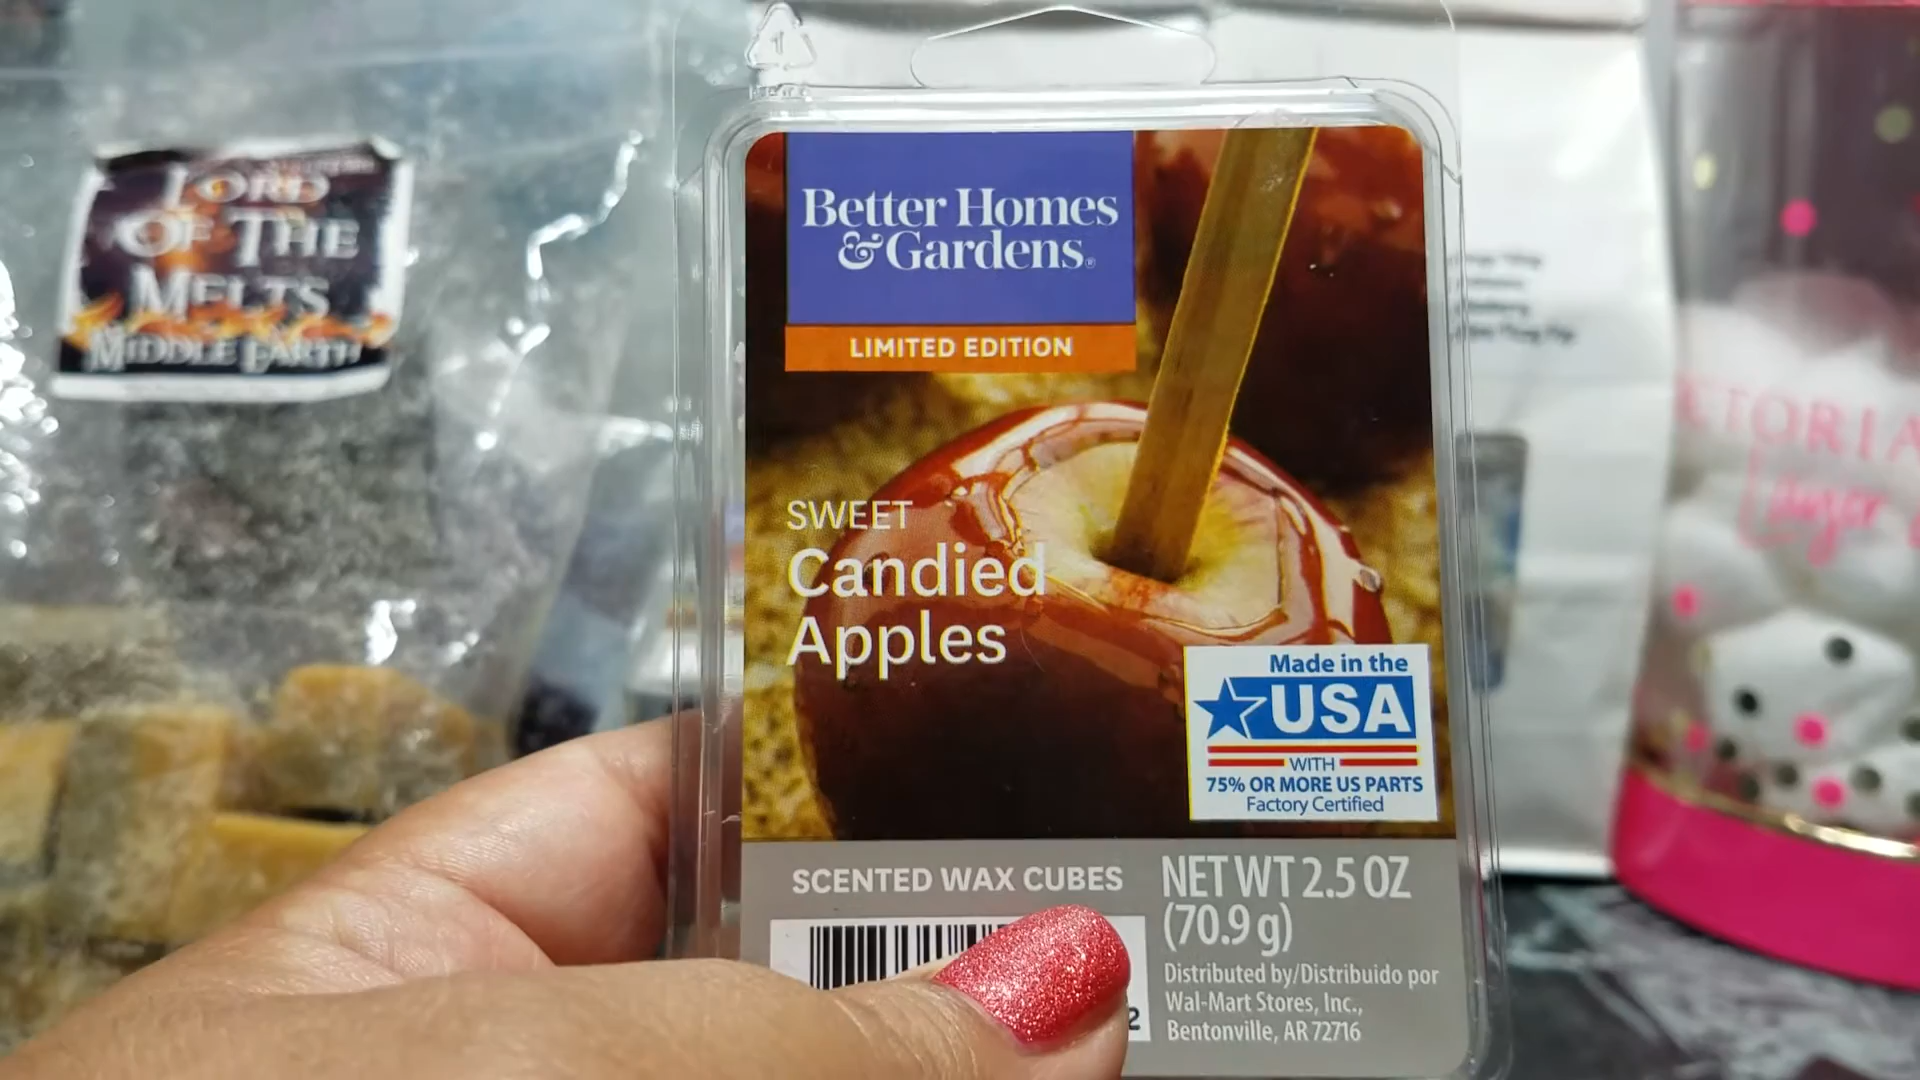 LORD
OF THE
MELTS
MIDDLE EARTH
1
Better Homes
& Gardens®
LIMITED EDITION
SWEET
Candied
Apples
Made in the
USA
WITH
75% OR MORE US PARTS
Factory Certified
SCENTED WAX CUBES
NET WT 2.5 OZ
(70.9 g)
Distributed by/Distribuido por
Wal-Mart Stores, Inc.,
Bentonville, AR 72716
2